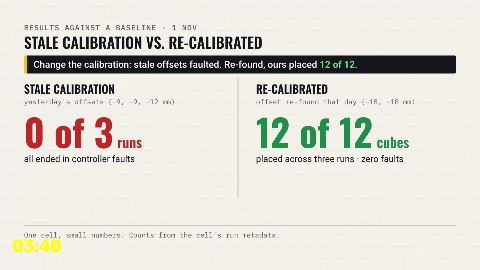 RESULTS AGAINST A BASELINE · 1 NOV
STALE CALIBRATION VS. RE-CALIBRATED
Change the calibration: stale offsets faulted. Re-found, ours placed 12 of 12.
STALE CALIBRATION
yesterday's offsets (−9, −9, −12 mm)
0 of 3 runs
all ended in controller faults
RE-CALIBRATED
offset re-found that day (−15, −18 mm)
12 of 12 cubes
placed across three runs · zero faults
One cell, small numbers. Counts from the cell's run metadata.
03:40